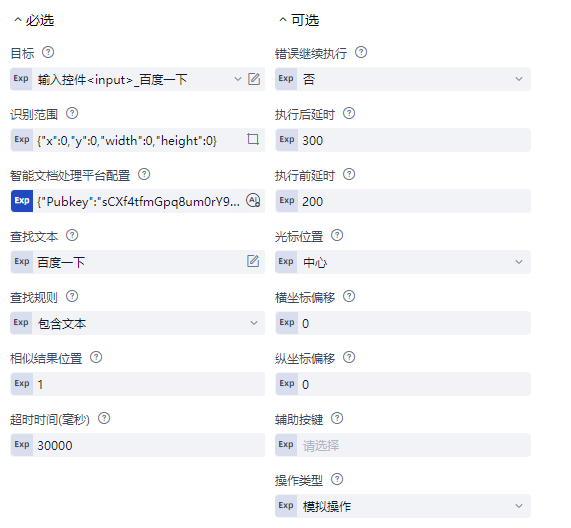 必选
目标
Exp 输入控件<input>_百度一下
识别范围
Exp {"x":0,"y":0,"width":0,"height":0}
智能文档处理平台配置
Exp {"Pubkey":"sCXf4tfmGpq8um0rY9...
查找文本
Exp 百度一下
查找规则
Exp 包含文本
相似结果位置
Exp 1
超时时间(毫秒)
Exp 30000
可选
错误继续执行
Exp 否
执行后延时
Exp 300
执行前延时
Exp 200
光标位置
Exp 中心
横坐标偏移
Exp 0
纵坐标偏移
Exp 0
辅助按键
Exp 请选择
操作类型
Exp 模拟操作